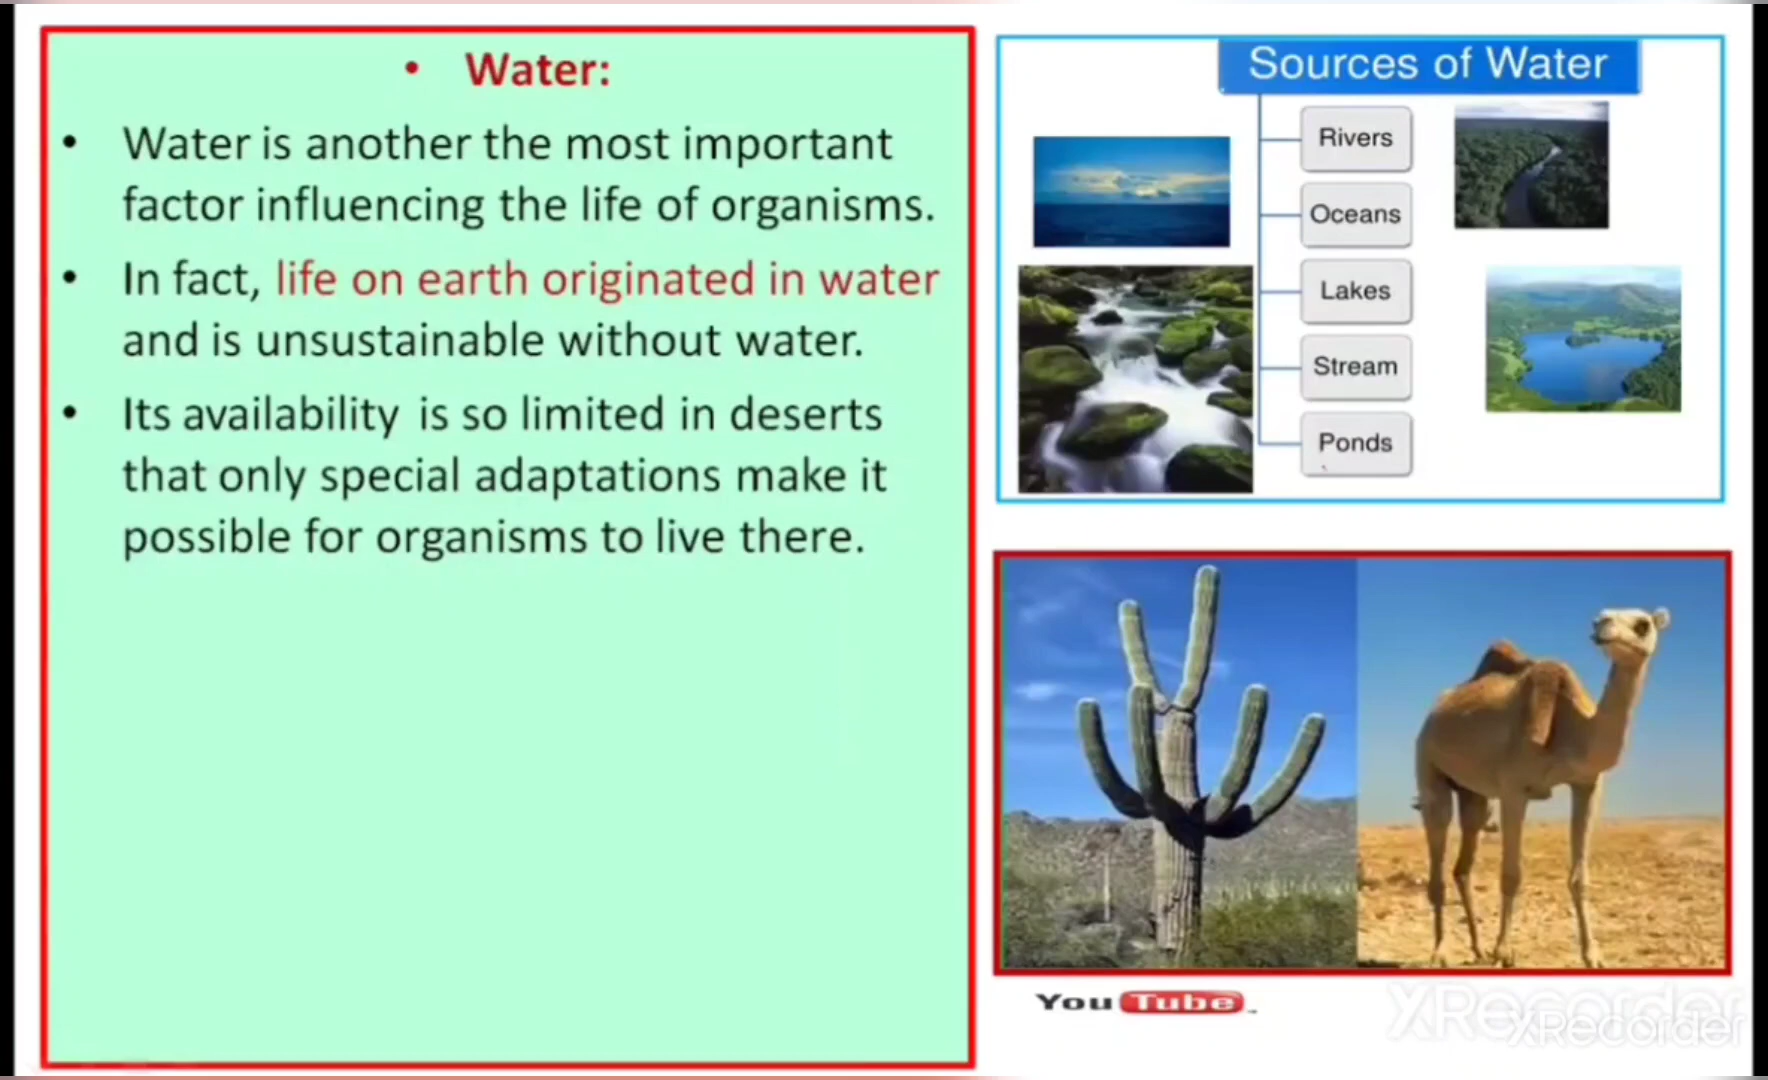 • Water:
• Water is another the most important
factor influencing the life of organisms.
• In fact, life on earth originated in water
and is unsustainable without water.
• Its availability is so limited in deserts
that only special adaptations make it
possible for organisms to live there.
Sources of Water
Rivers
Oceans
Lakes
Stream
Ponds
YouTube
XRecorder
XRecorder